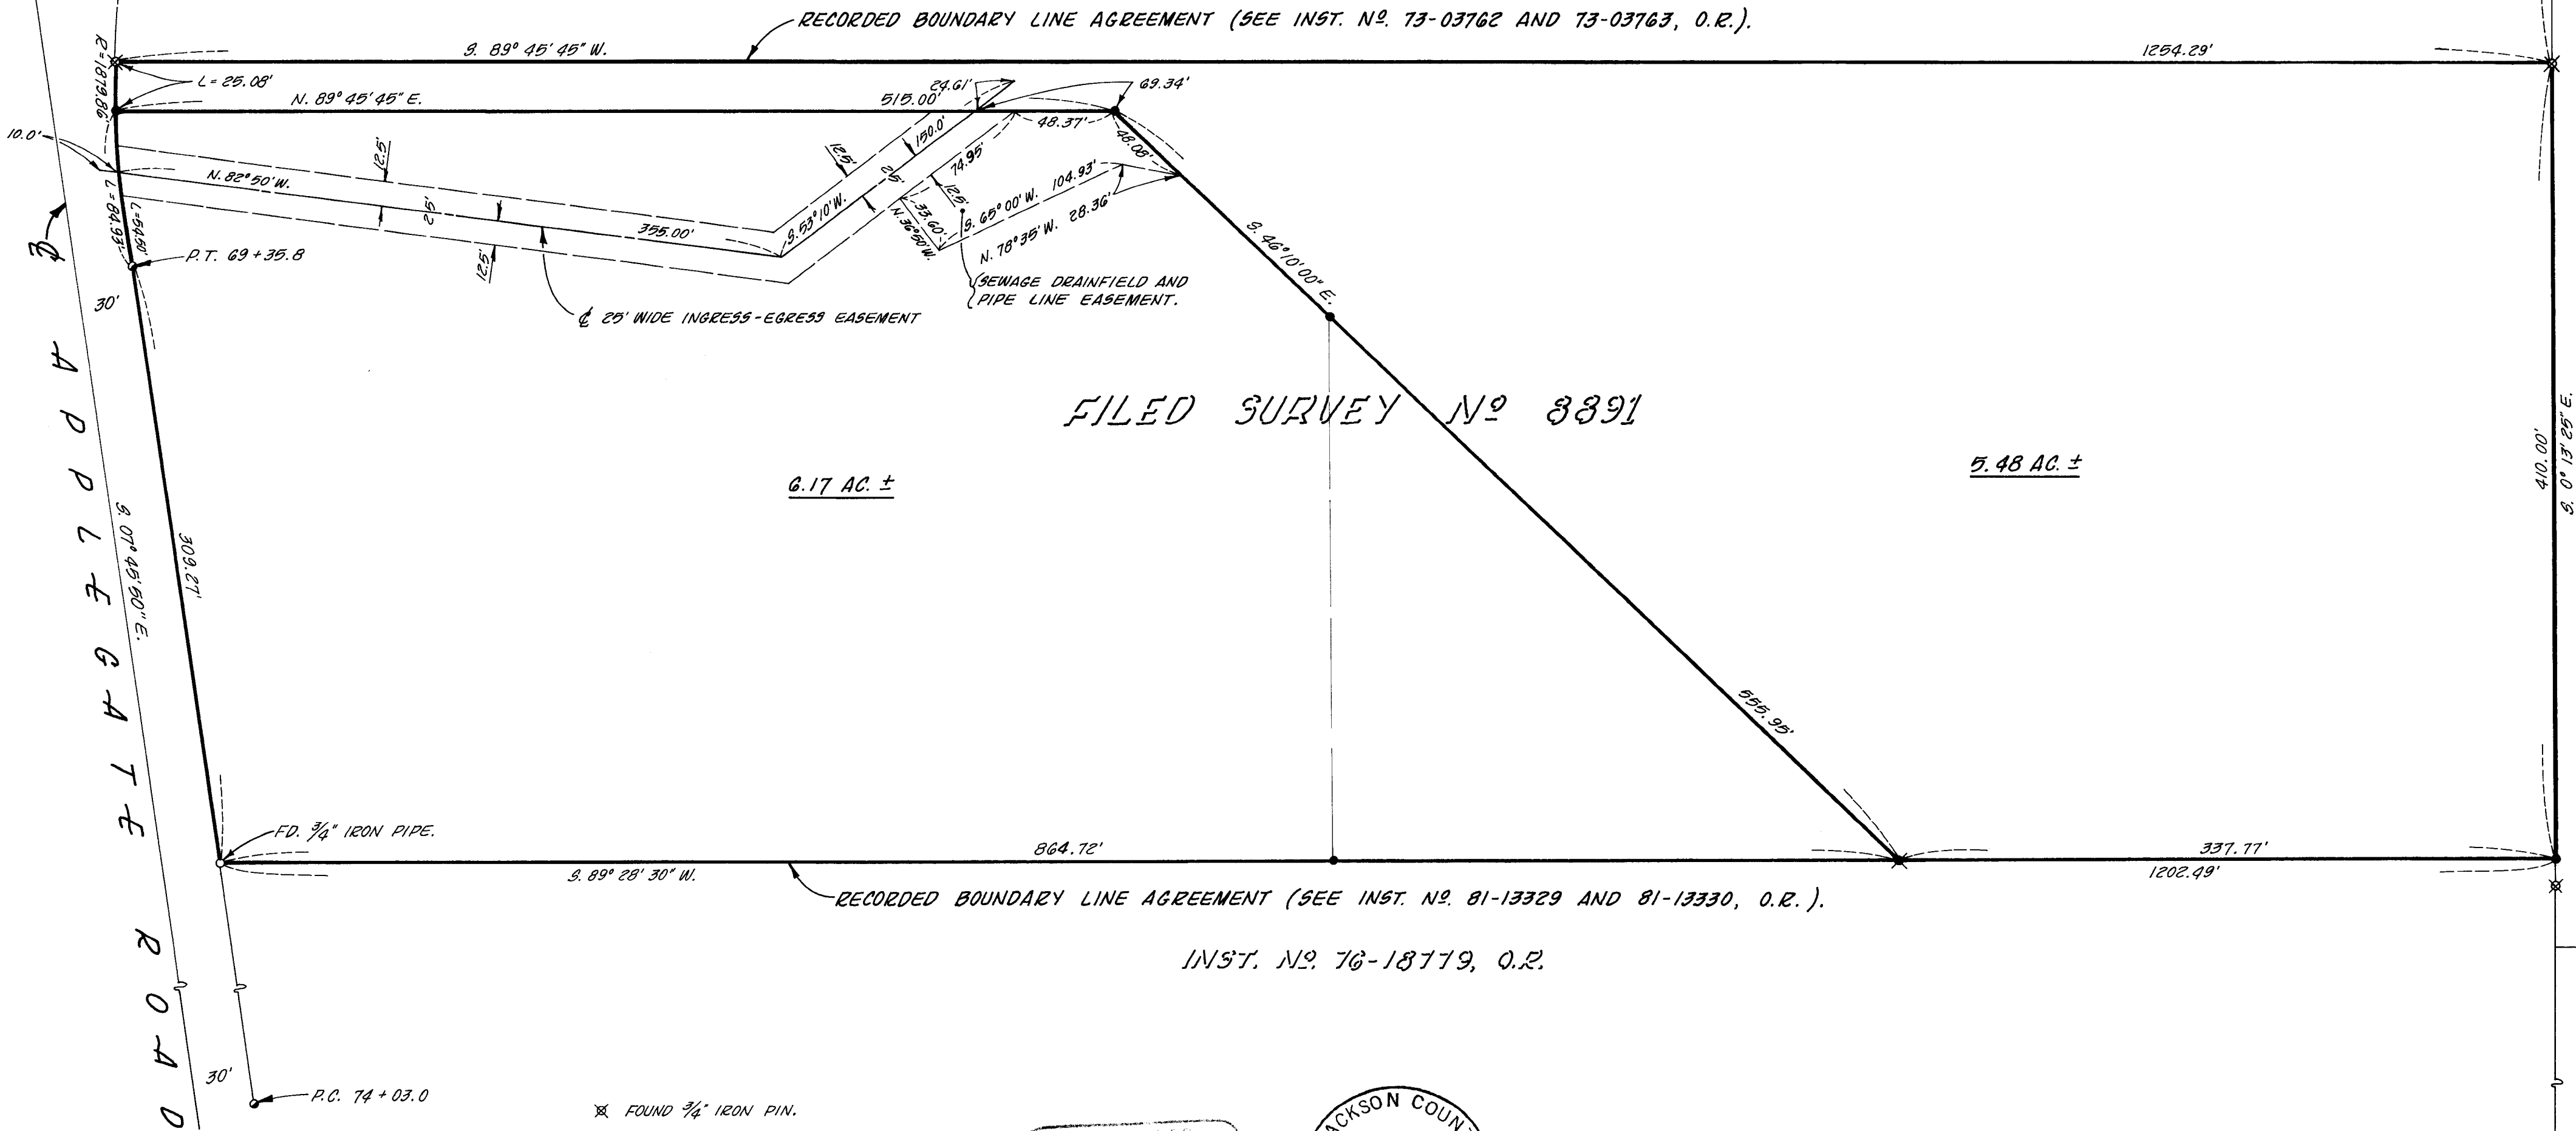 RECORDED BOUNDARY LINE AGREEMENT (SEE INST. Nº. 73-03762 AND 73-03763, O.R.).
S. 89° 45' 45" W.
1254.29'
R=1879.86'
L= 25.08'
24.61'
69.34'
N. 89° 45' 45" E.
515.00'
48.37'
10.0'
12.5'
12.5'
150.0'
48.08'
N. 82° 50' W.
25'
25'
74.95'
12.5'
104.93'
S. 65° 00' W.
L= 84.93'
L=54.50'
355.00'
S. 53° 10' W.
33.60'
N. 36° 50' W.
N. 78° 35' W. 28.36'
S. 46° 10' 00" E.
₵
P.T. 69 + 35.8
12.5'
(SEWAGE DRAINFIELD AND
PIPE LINE EASEMENT.
30'
₵ 25' WIDE INGRESS-EGRESS EASEMENT
FILED SURVEY Nº 8891
6.17 AC. ±
5.48 AC. ±
410.00'
S. 0° 13' 25" E.
S. 07° 45' 50" E.
309.27'
555.95'
APPLEGATE ROAD
FD. 3/4" IRON PIPE.
864.72'
337.77'
S. 89° 28' 30" W.
1202.49'
RECORDED BOUNDARY LINE AGREEMENT (SEE INST. Nº. 81-13329 AND 81-13330, O.R.).
INST. Nº. 76-18779, O.R.
30'
P.C. 74 + 03.0
FOUND 3/4" IRON PIN.
ACKSON COUN